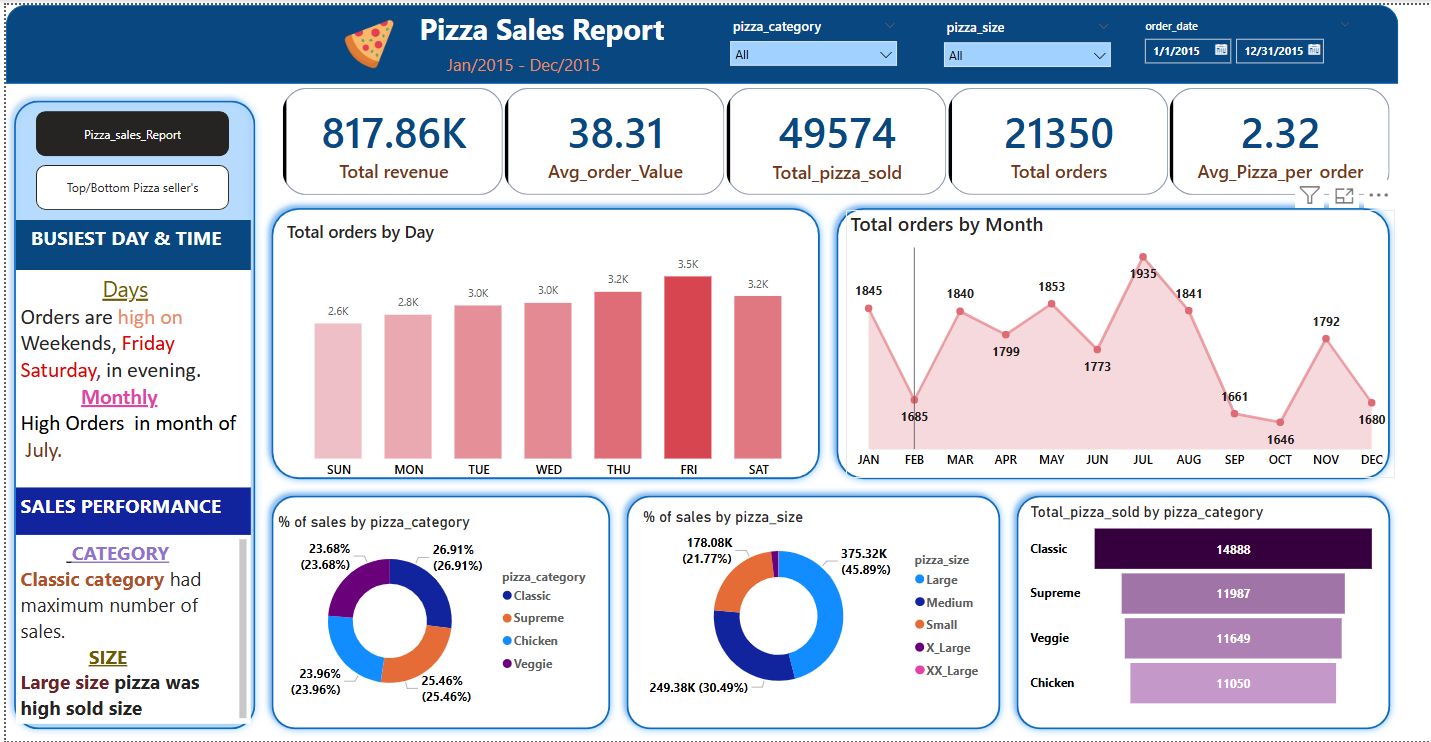 Pizza Sales Report
Jan/2015 - Dec/2015
pizza_category
All
pizza_size
All
order_date
1/1/2015
12/31/2015
Pizza_sales_Report
Top/Bottom Pizza seller's
BUSIEST DAY & TIME
Days
Orders are high on
Weekends, Friday
Saturday, in evening.
Monthly
High Orders in month of
July.
SALES PERFORMANCE
CATEGORY
Classic category had
maximum number of
sales.
SIZE
Large size pizza was
high sold size
817.86K
Total revenue
38.31
Avg_order_Value
49574
Total_pizza_sold
21350
Total orders
2.32
Avg_Pizza_per order
Total orders by Day
2.6K
2.8K
3.0K
3.0K
3.2K
3.5K
3.2K
SUN MON TUE WED THU FRI SAT
Total orders by Month
1845
1685
1840
1799
1853
1773
1935
1841
1661
1646
1792
1680
JAN FEB MAR APR MAY JUN JUL AUG SEP OCT NOV DEC
% of sales by pizza_category
23.68%
(23.68%)
26.91%
(26.91%)
23.96%
(23.96%)
25.46%
(25.46%)
pizza_category
Classic
Supreme
Chicken
Veggie
% of sales by pizza_size
178.08K
(21.77%)
375.32K
(45.89%)
249.38K (30.49%)
pizza_size
Large
Medium
Small
X_Large
XX_Large
Total_pizza_sold by pizza_category
Classic 14888
Supreme 11987
Veggie 11649
Chicken 11050